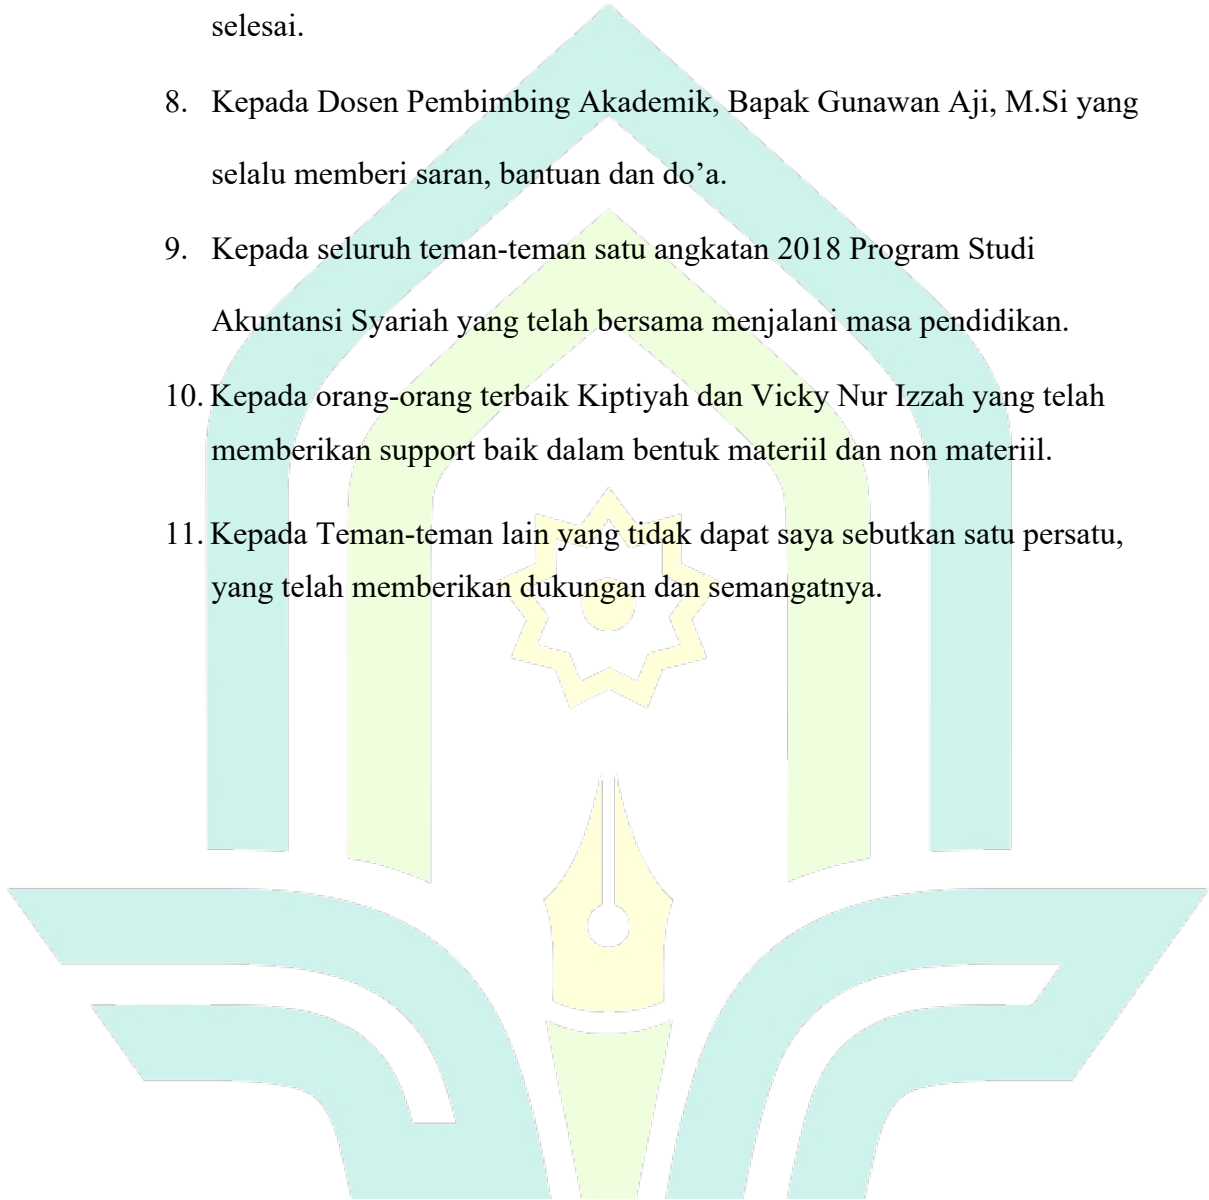 selesai.
8. Kepada Dosen Pembimbing Akademik, Bapak Gunawan Aji, M.Si yang
selalu memberi saran, bantuan dan do’a.
9. Kepada seluruh teman-teman satu angkatan 2018 Program Studi
Akuntansi Syariah yang telah bersama menjalani masa pendidikan.
10. Kepada orang-orang terbaik Kiptiyah dan Vicky Nur Izzah yang telah
memberikan support baik dalam bentuk materiil dan non materiil.
11. Kepada Teman-teman lain yang tidak dapat saya sebutkan satu persatu,
yang telah memberikan dukungan dan semangatnya.